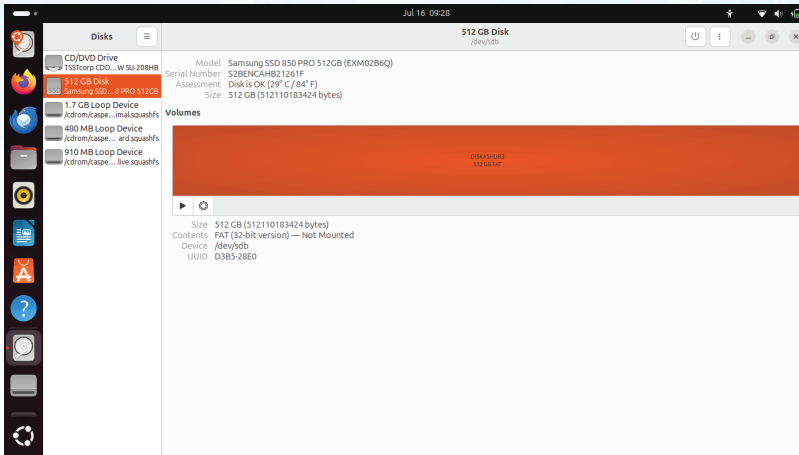 Jul 16 09:28
Disks
512 GB Disk
/dev/sdb
CD/DVD Drive
TSSTcorp CDD...W SU-208HB
512 GB Disk
Samsung SSD...0 PRO 512GB
1.7 GB Loop Device
/cdrom/caspe...imal.squashfs
480 MB Loop Device
/cdrom/caspe... ard.squashfs
910 MB Loop Device
/cdrom/caspe....live.squashfs
Model Samsung SSD 850 PRO 512GB (EXM02B6Q)
Serial Number S2BENCAHB21261F
Assessment Disk is OK (29° C / 84° F)
Size 512 GB (512110183424 bytes)
Volumes
DISKASHUR3
512 GB FAT
Size 512 GB (512110183424 bytes)
Contents FAT (32-bit version) — Not Mounted
Device /dev/sdb
UUID D3B5-28E0